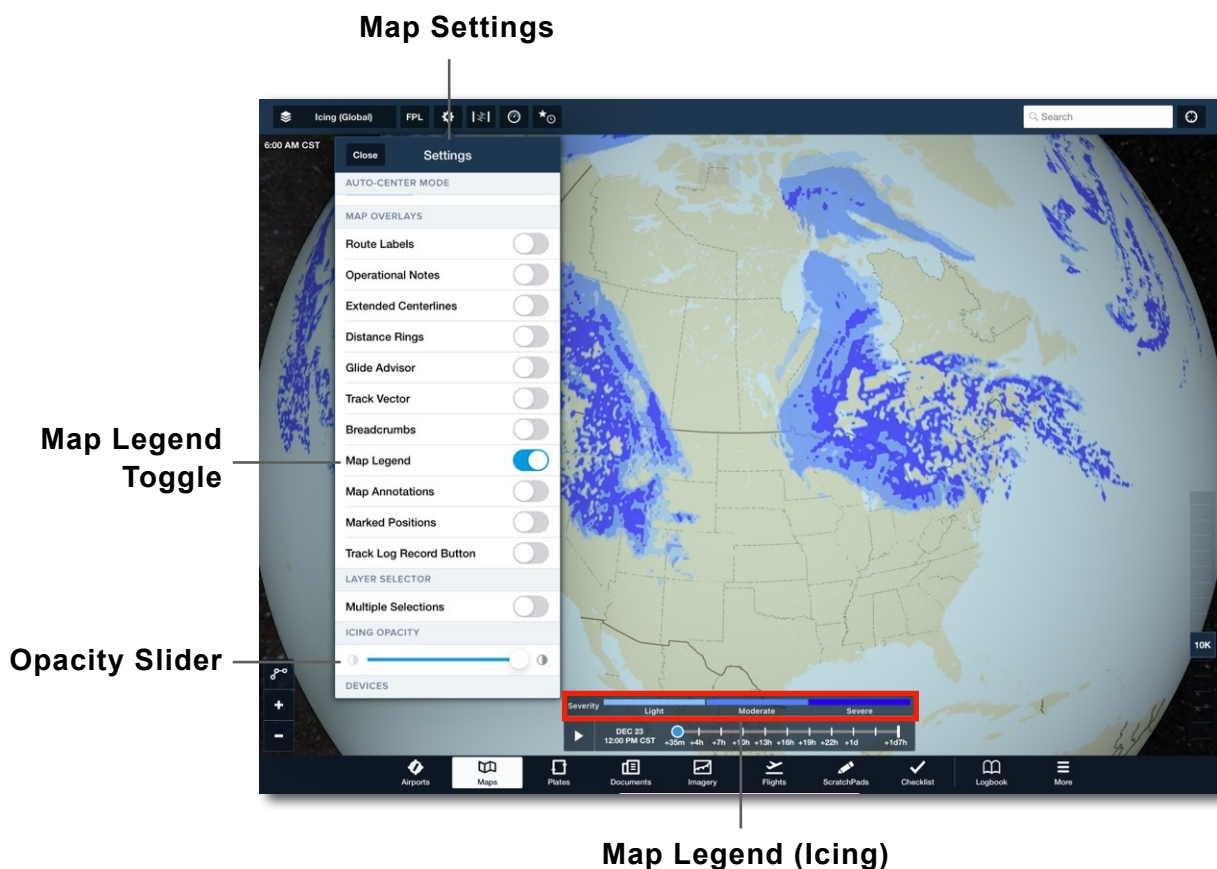 Map Settings
Icing (Global)
FPL
Search
6:00 AM CST
Close
Settings
AUTO-CENTER MODE
MAP OVERLAYS
Route Labels
Operational Notes
Extended Centerlines
Distance Rings
Glide Advisor
Track Vector
Breadcrumbs
Map Legend
Map Annotations
Marked Positions
Track Log Record Button
LAYER SELECTOR
Multiple Selections
ICING OPACITY
DEVICES
Map Legend
Toggle
Opacity Slider
10K
+
-
Severity
Light
Moderate
Severe
DEC 23
12:00 PM CST
+35m +4h +7h +10h +13h +16h +19h +22h +1d +1d7h
Airports
Maps
Plates
Documents
Imagery
Flights
ScratchPads
Checklist
Logbook
More
Map Legend (Icing)